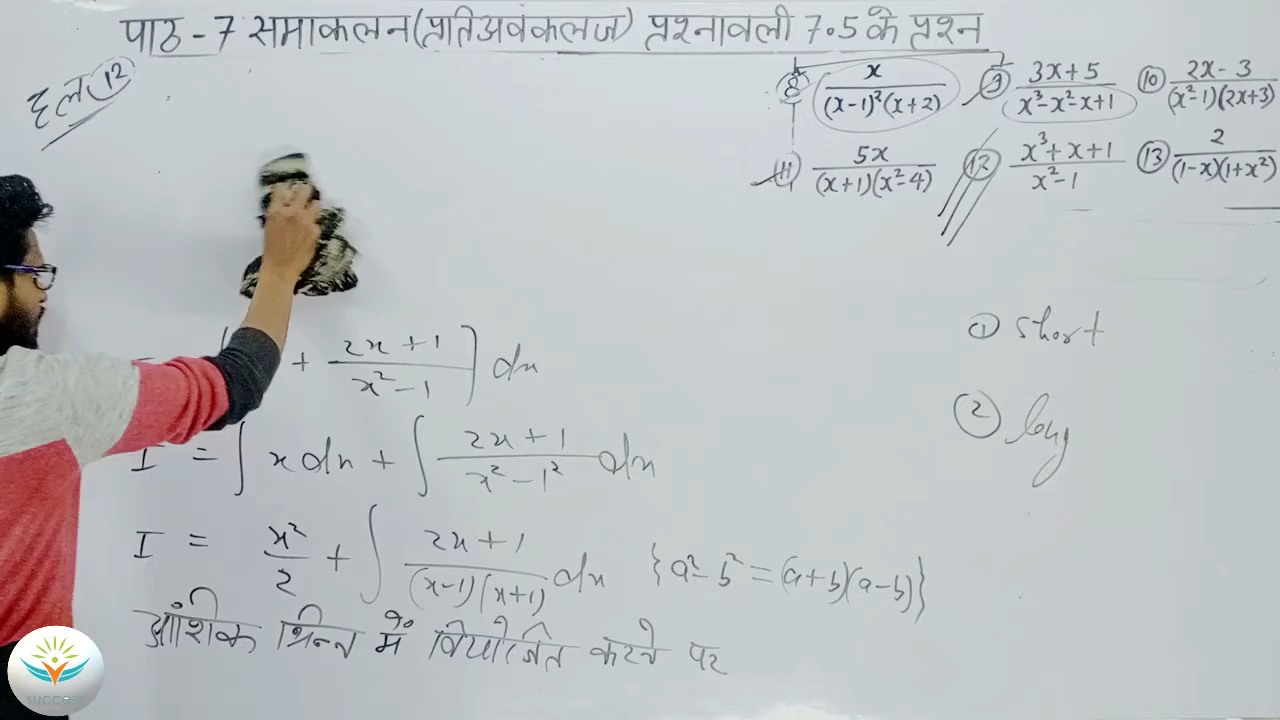 पाठ-7 समाकलन(प्रतिअवकलज) प्रश्नावली 7.5 के प्रश्न
हल 12
⑧ x/((x-1)²(x+2)) ⑨ (3x+5)/(x³-x²-x+1) ⑩ (2x-3)/((x²-1)(2x+3))
⑪ 5x/((x+1)(x²-4)) ⑫ (x³+x+1)/(x²-1) ⑬ 2/((1-x)(1+x²))
① short
② long
+ (2x+1)/(x²-1)] dx
I = ∫ x dx + ∫ (2x+1)/(x²-1²) dx
I = x²/2 + ∫ (2x+1)/((x-1)(x+1)) dx {a²-b² = (a+b)(a-b)}
आंशिक भिन्न में वियोजित करने पर
SUCCESS